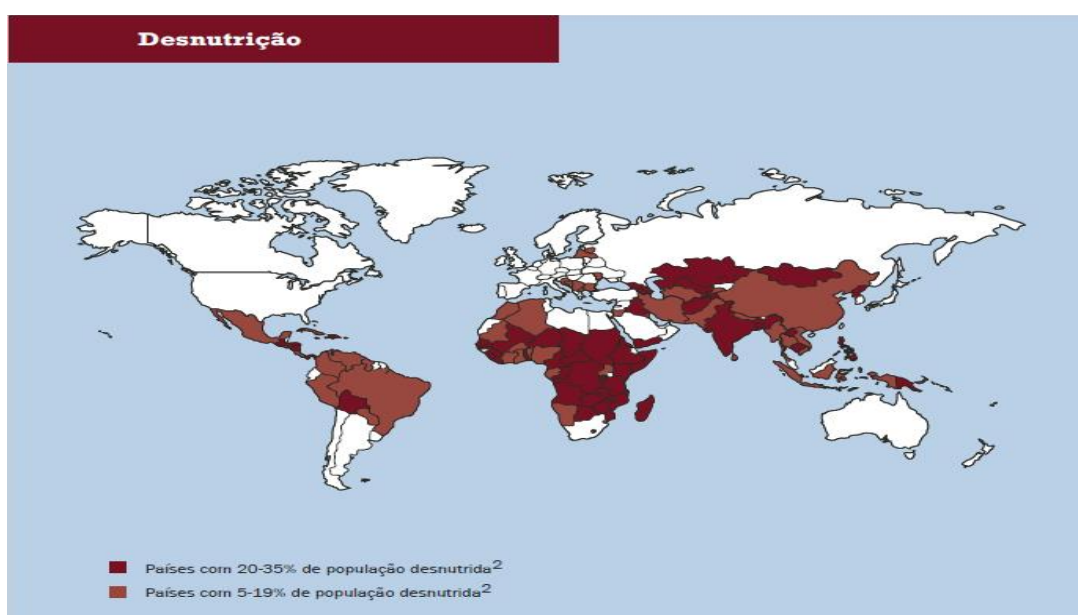 Desnutrição
Países com 20-35% de população desnutrida2
Países com 5-19% de população desnutrida2